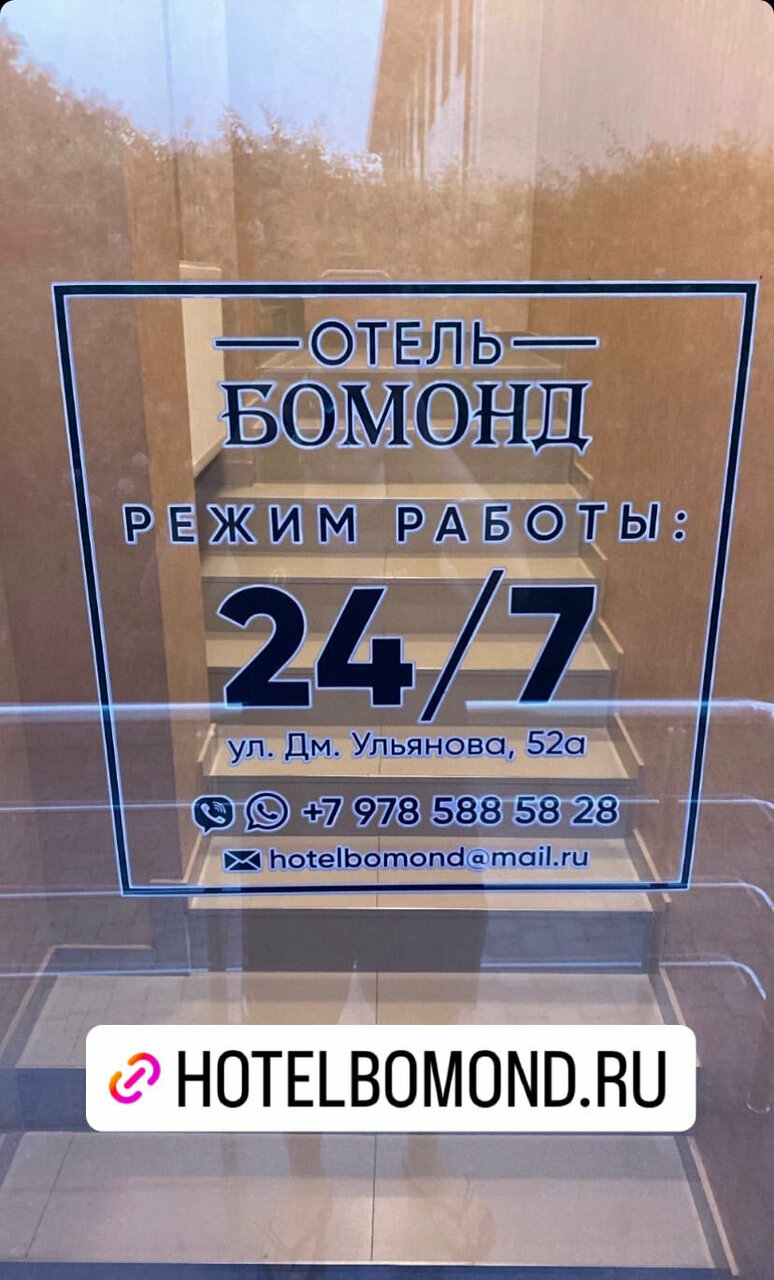 ОТЕЛЬ
БОМОНД
РЕЖИМ РАБОТЫ:
24/7
ул. Дм. Ульянова, 52а
+7 978 588 58 28
hotelbomond@mail.ru
HOTELBOMOND.RU